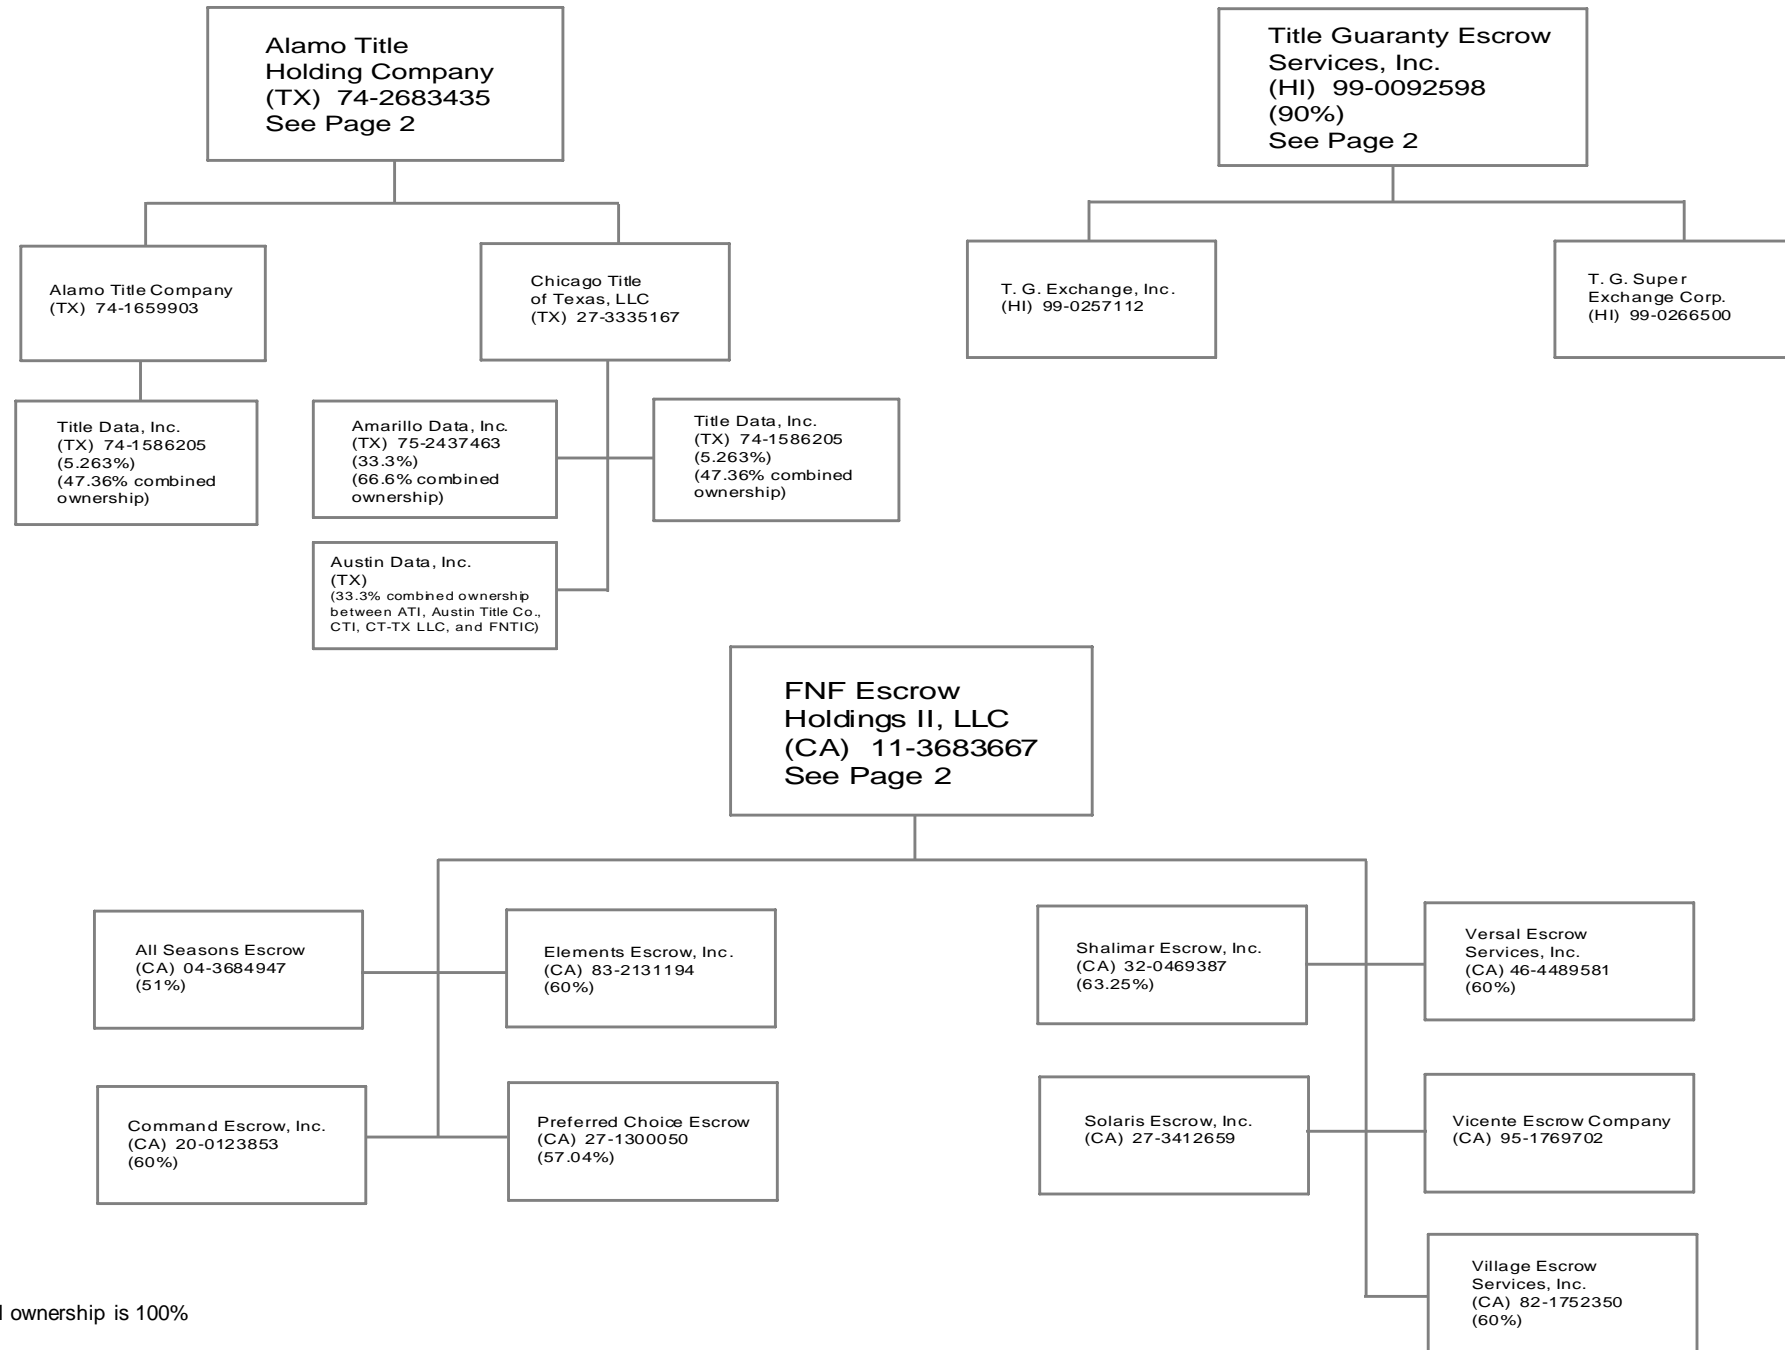 Alamo Title
Holding Company
(TX) 74-2683435
See Page 2
Title Guaranty Escrow
Services, Inc.
(HI) 99-0092598
(90%)
See Page 2
Alamo Title Company
(TX) 74-1659903
Chicago Title
of Texas, LLC
(TX) 27-3335167
T. G. Exchange, Inc.
(HI) 99-0257112
T. G. Super
Exchange Corp.
(HI) 99-0266500
Title Data, Inc.
(TX) 74-1586205
(5.263%)
(47.36% combined
ownership)
Amarillo Data, Inc.
(TX) 75-2437463
(33.3%)
(66.6% combined
ownership)
Title Data, Inc.
(TX) 74-1586205
(5.263%)
(47.36% combined
ownership)
Austin Data, Inc.
(TX)
(33.3% combined ownership
between ATI, Austin Title Co.,
CTI, CT-TX LLC, and FNTIC)
FNF Escrow
Holdings II, LLC
(CA) 11-3683667
See Page 2
All Seasons Escrow
(CA) 04-3684947
(51%)
Elements Escrow, Inc.
(CA) 83-2131194
(60%)
Shalimar Escrow, Inc.
(CA) 32-0469387
(63.25%)
Versal Escrow
Services, Inc.
(CA) 46-4489581
(60%)
Command Escrow, Inc.
(CA) 20-0123853
(60%)
Preferred Choice Escrow
(CA) 27-1300050
(57.04%)
Solaris Escrow, Inc.
(CA) 27-3412659
Vicente Escrow Company
(CA) 95-1769702
Village Escrow
Services, Inc.
(CA) 82-1752350
(60%)
ownership is 100%